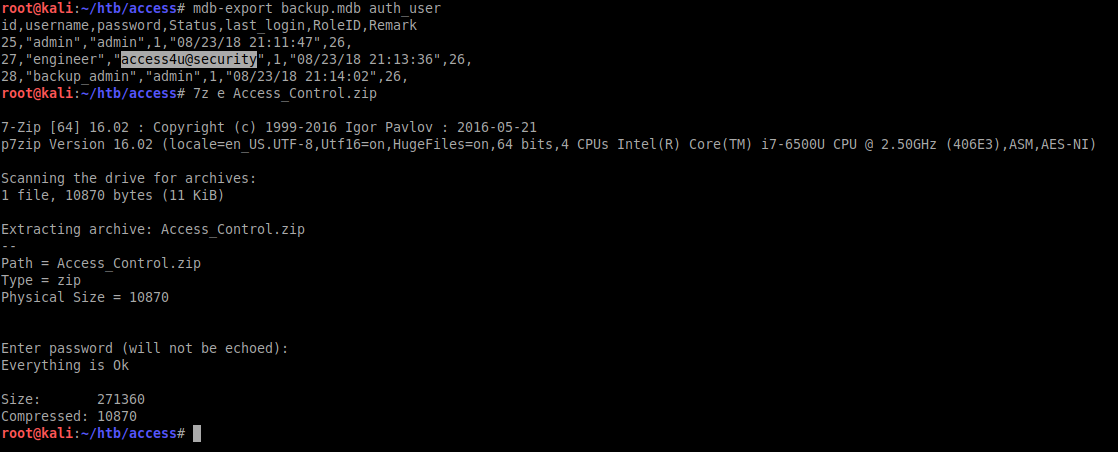 root@kali:~/htb/access# mdb-export backup.mdb auth_user
id,username,password,Status,last_login,RoleID,Remark
25,"admin","admin",1,"08/23/18 21:11:47",26,
27,"engineer","access4u@security",1,"08/23/18 21:13:36",26,
28,"backup_admin","admin",1,"08/23/18 21:14:02",26,
root@kali:~/htb/access# 7z e Access_Control.zip
7-Zip [64] 16.02 : Copyright (c) 1999-2016 Igor Pavlov : 2016-05-21
p7zip Version 16.02 (locale=en_US.UTF-8,Utf16=on,HugeFiles=on,64 bits,4 CPUs Intel(R) Core(TM) i7-6500U CPU @ 2.50GHz (406E3),ASM,AES-NI)
Scanning the drive for archives:
1 file, 10870 bytes (11 KiB)
Extracting archive: Access_Control.zip
--
Path = Access_Control.zip
Type = zip
Physical Size = 10870
Enter password (will not be echoed):
Everything is Ok
Size:       271360
Compressed: 10870
root@kali:~/htb/access#